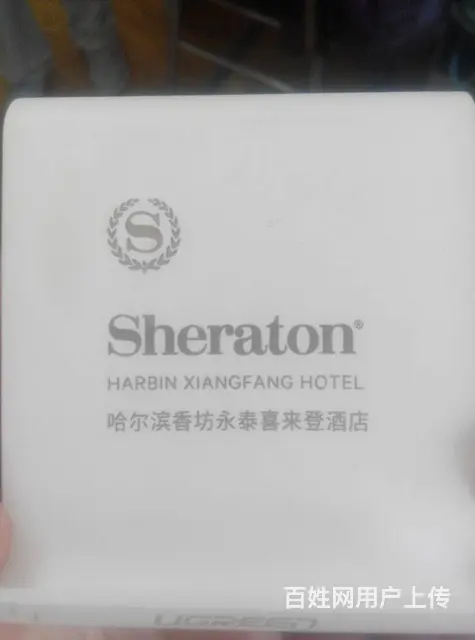 S
Sheraton®
HARBIN XIANGFANG HOTEL
哈尔滨香坊永泰喜来登酒店
百姓网用户上传
UGREEN